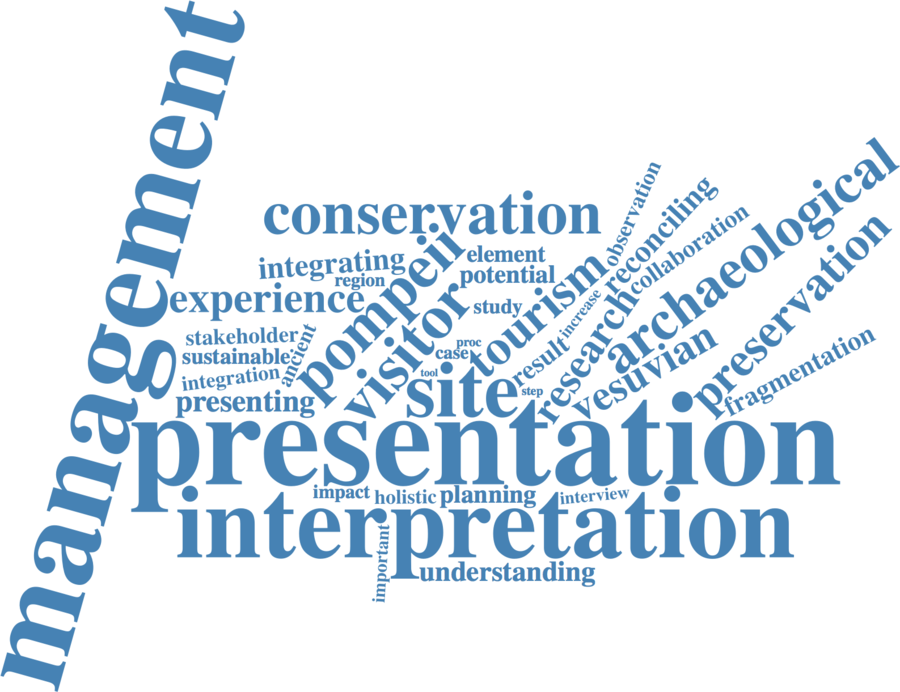 management
conservation
observation
reconciling
collaboration
archaeological
preservation
integrating
region
pompeii
element
potential
tourism
experience
visitor
study
increase
research
stakeholder
sustainable
ancient
integration
presenting
proc
case
tool
site
step
result
vesuvian
fragmentation
presentation
impact
holistic
planning
interview
interpretation
important
understanding